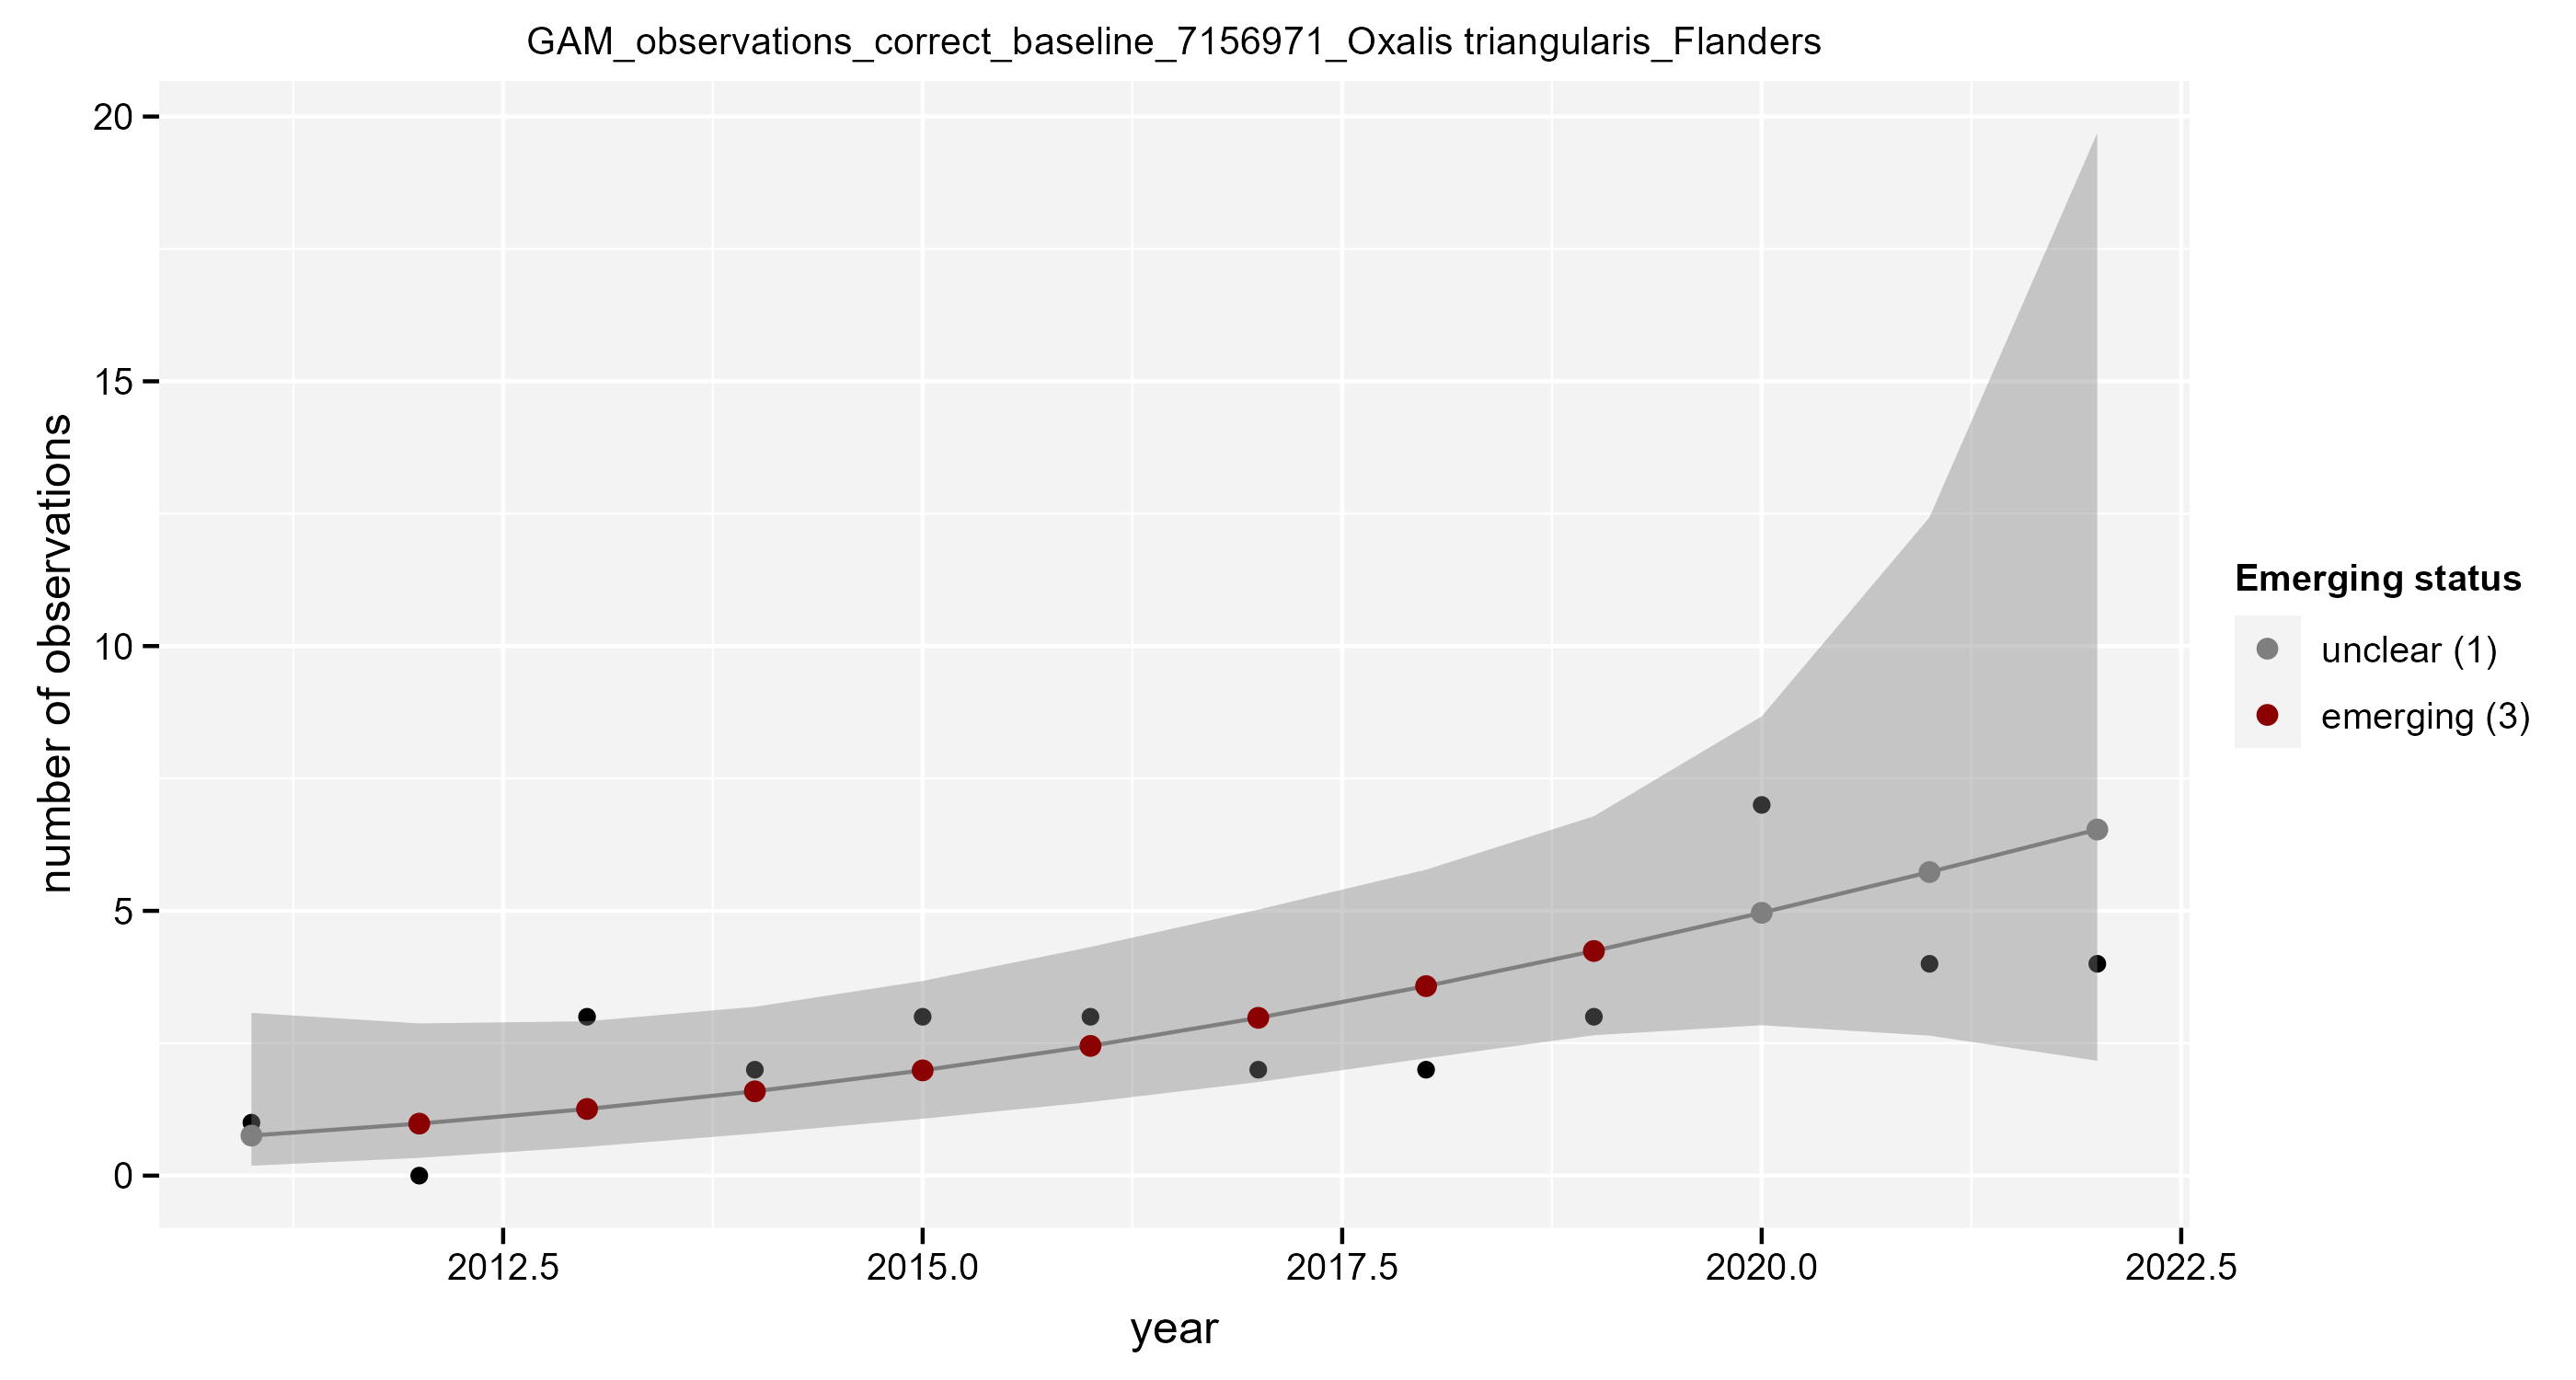 GAM_observations_correct_baseline_7156971_Oxalis triangularis_Flanders
number of observations
20
15
10
5
0
2012.5
2015.0
2017.5
2020.0
2022.5
year
Emerging status
unclear (1)
emerging (3)